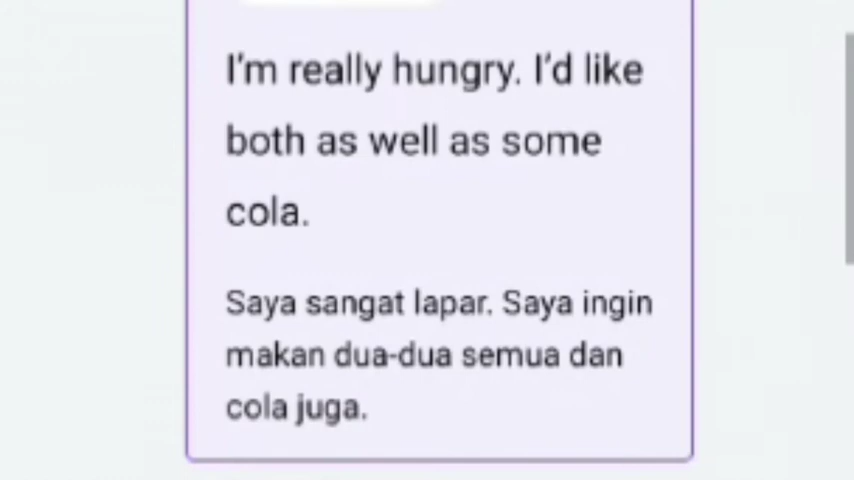 I'm really hungry. I'd like
both as well as some
cola.
Saya sangat lapar. Saya ingin
makan dua-dua semua dan
cola juga.